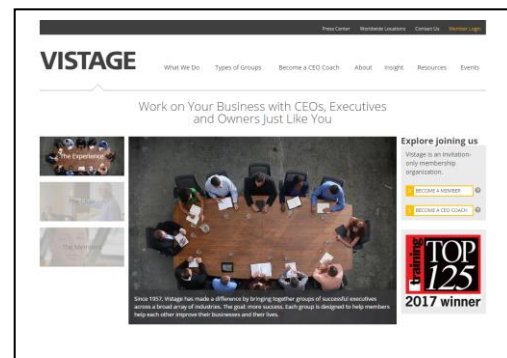 Press Center Worldwide Locations Contact Us Member Login
VISTAGE
What We Do Types of Groups Become a CEO Coach About Insight Resources Events
Work on Your Business with CEOs, Executives
and Owners Just Like You
The Experience
The Chair
The Members
Since 1957, Vistage has made a difference by bringing together groups of successful executives
across a broad array of industries. The goal: more success. Each group is designed to help members
help each other improve their businesses and their lives.
Explore joining us
Vistage is an invitation-
only membership
organization.
BECOME A MEMBER
BECOME A CEO COACH
training
TOP
125
2017 winner